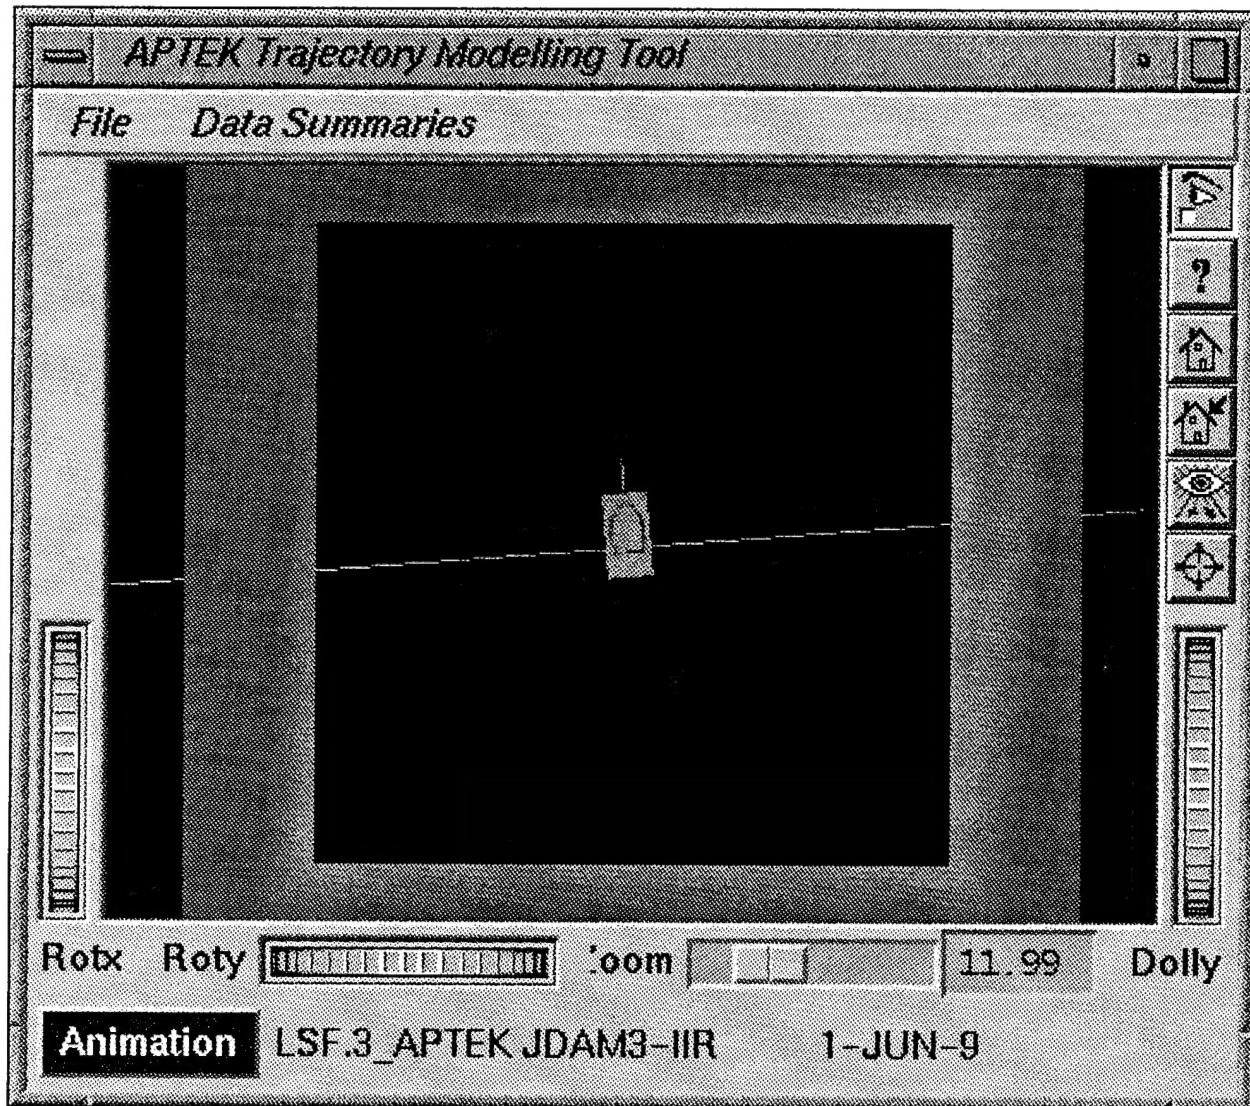 APTEK Trajectory Modelling Tool
File Data Summaries
?
Rotx Roty :oom 11.99 Dolly
Animation LSF.3_APTEK JDAM3-IIR 1-JUN-9